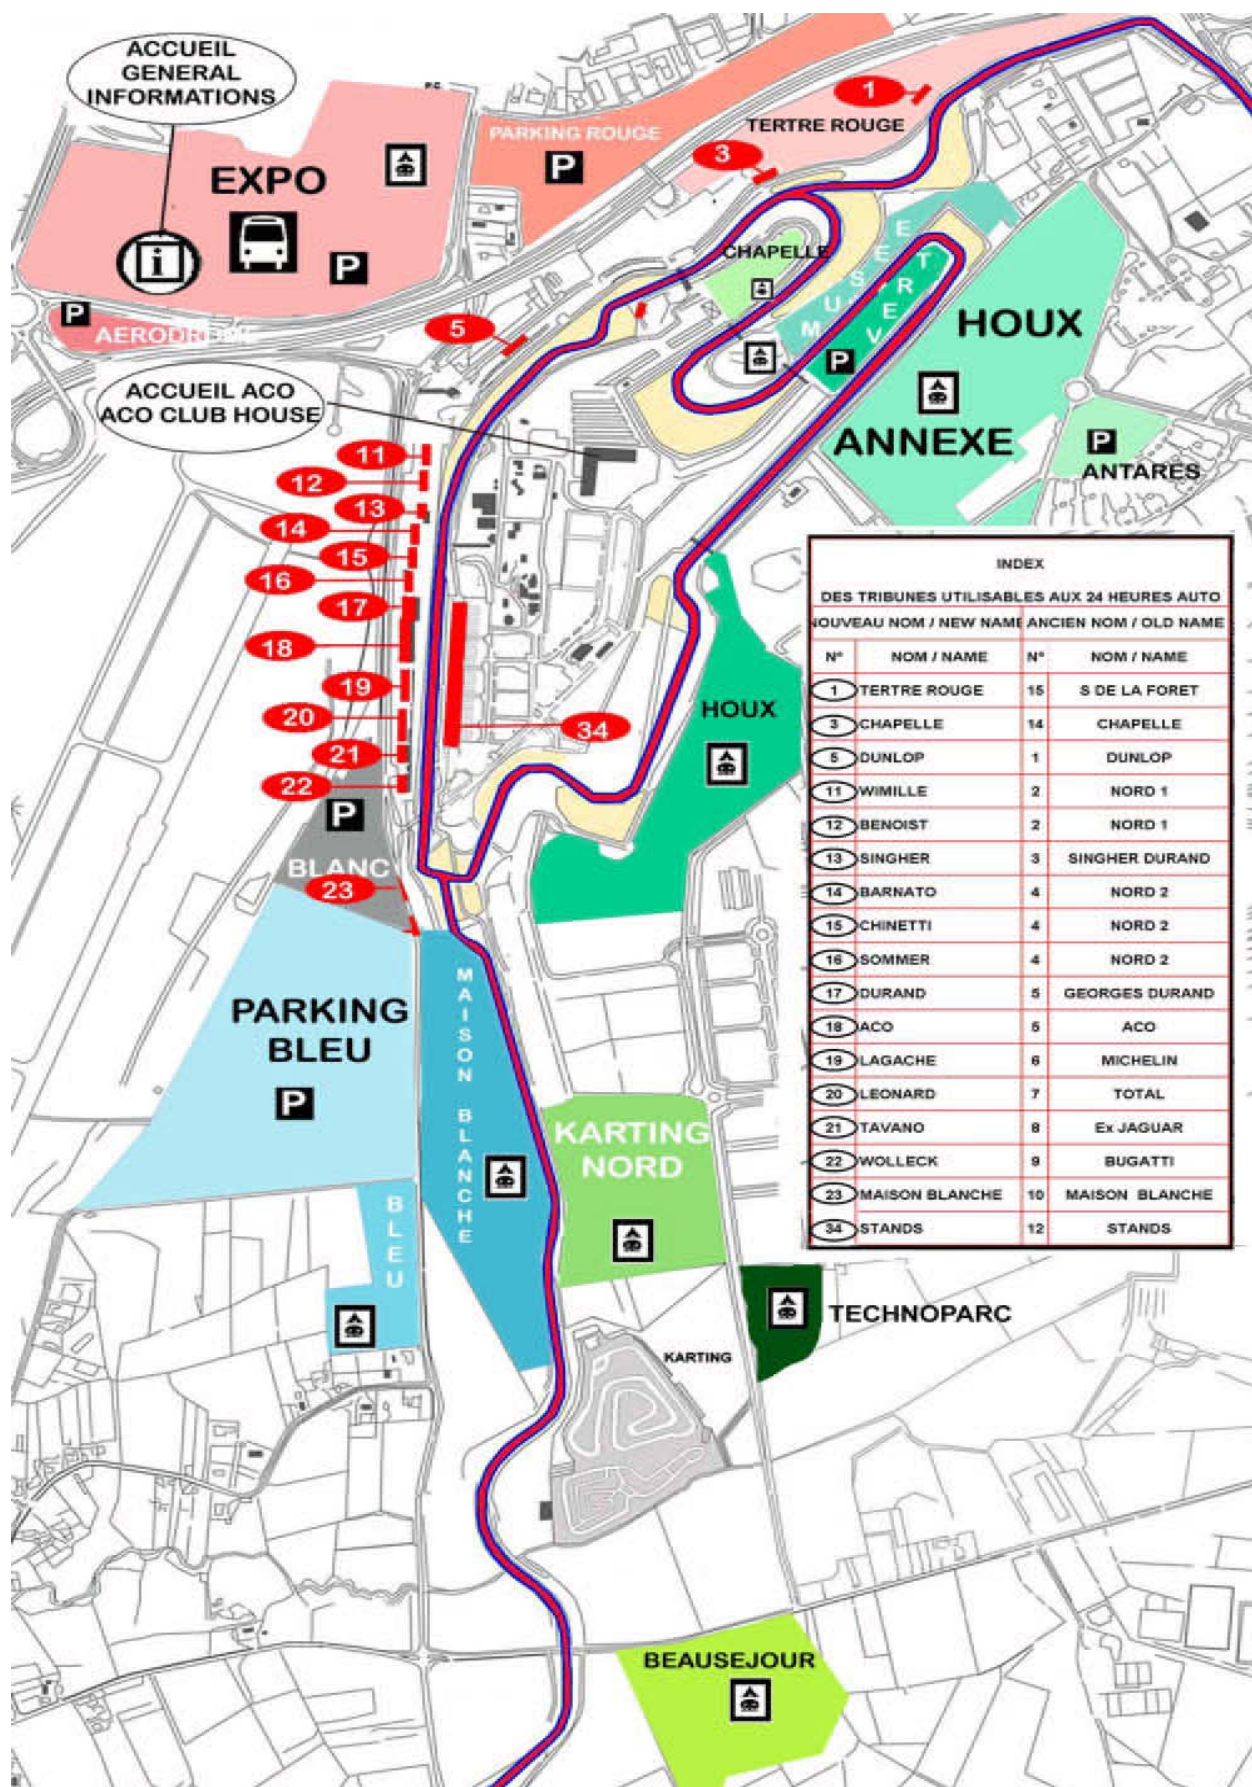 ACCUEIL
GENERAL
INFORMATIONS
EXPO
i
P
P
AERODROME
PARKING ROUGE
P
1
TERTRE ROUGE
3
CHAPELLE
MUSEE
VERTE
P
5
HOUX
ANNEXE
P
ANTARES
ACCUEIL ACO
ACO CLUB HOUSE
11
12
13
14
15
16
17
18
19
20
21
22
34
HOUX
P
BLANC
23
PARKING
BLEU
P
MAISON BLANCHE
BLEU
KARTING
NORD
TECHNOPARC
KARTING
BEAUSEJOUR
INDEX
DES TRIBUNES UTILISABLES AUX 24 HEURES AUTO
NOUVEAU NOM / NEW NAME ANCIEN NOM / OLD NAME
N° NOM / NAME N° NOM / NAME
1 TERTRE ROUGE 15 S DE LA FORET
3 CHAPELLE 14 CHAPELLE
5 DUNLOP 1 DUNLOP
11 WIMILLE 2 NORD 1
12 BENOIST 2 NORD 1
13 SINGHER 3 SINGHER DURAND
14 BARNATO 4 NORD 2
15 CHINETTI 4 NORD 2
16 SOMMER 4 NORD 2
17 DURAND 5 GEORGES DURAND
18 ACO 5 ACO
19 LAGACHE 6 MICHELIN
20 LEONARD 7 TOTAL
21 TAVANO 8 Ex JAGUAR
22 WOLLECK 9 BUGATTI
23 MAISON BLANCHE 10 MAISON BLANCHE
34 STANDS 12 STANDS